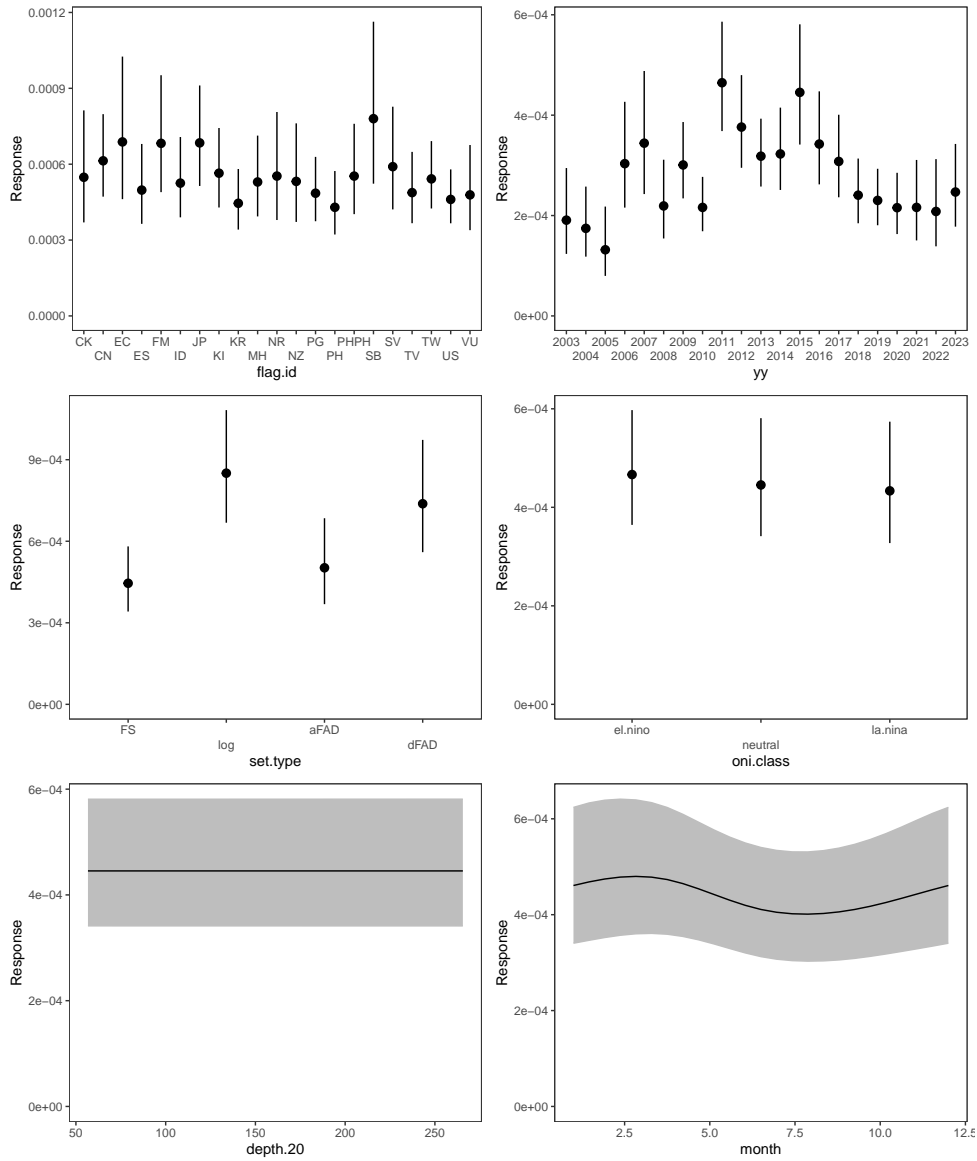 0.0012
0.0009
0.0006
0.0003
0.0000
Response
CK EC FM JP KR NR PG PHPH SV TW VU
CN ES ID KI MH NZ PH SB TV US
flag.id
6e−04
4e−04
2e−04
0e+00
Response
2003 2005 2007 2009 2011 2013 2015 2017 2019 2021 2023
2004 2006 2008 2010 2012 2014 2016 2018 2020 2022
yy
9e−04
6e−04
3e−04
0e+00
Response
FS aFAD
log dFAD
set.type
6e−04
4e−04
2e−04
0e+00
Response
el.nino la.nina
neutral
oni.class
6e−04
4e−04
2e−04
0e+00
Response
50 100 150 200 250
depth.20
6e−04
4e−04
2e−04
0e+00
Response
2.5 5.0 7.5 10.0 12.5
month